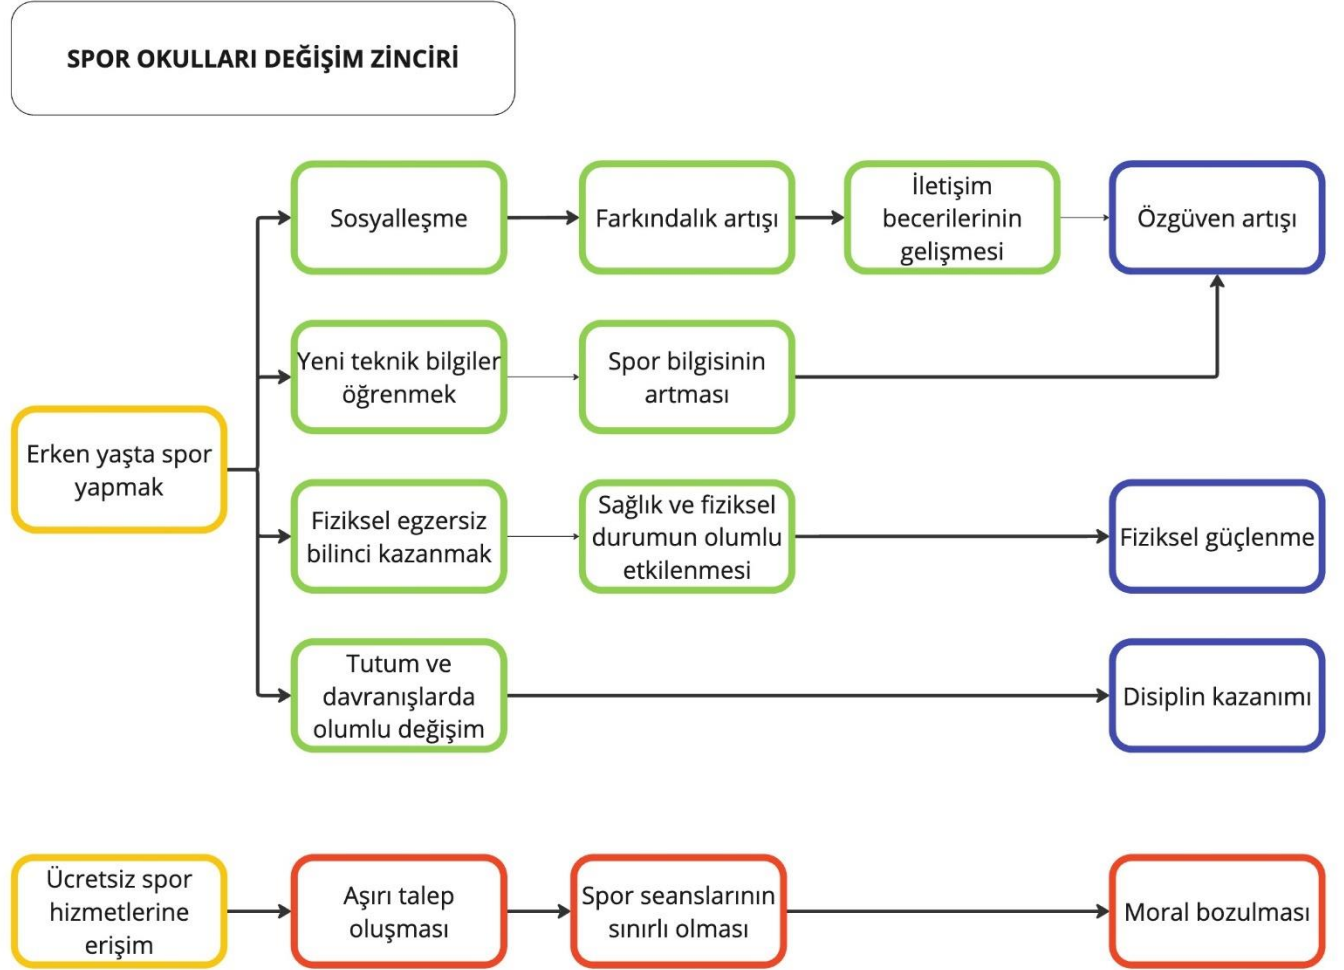 SPOR OKULLARI DEĞİŞİM ZİNCİRİ
Sosyalleşme
Farkındalık artışı
İletişim
becerilerinin
gelişmesi
Özgüven artışı
Yeni teknik bilgiler
öğrenmek
Spor bilgisinin
artması
Erken yaşta spor
yapmak
Fiziksel egzersiz
bilinci kazanmak
Sağlık ve fiziksel
durumun olumlu
etkilenmesi
Fiziksel güçlenme
Tutum ve
davranışlarda
olumlu değişim
Disiplin kazanımı
Ücretsiz spor
hizmetlerine
erişim
Aşırı talep
oluşması
Spor seanslarının
sınırlı olması
Moral bozulması